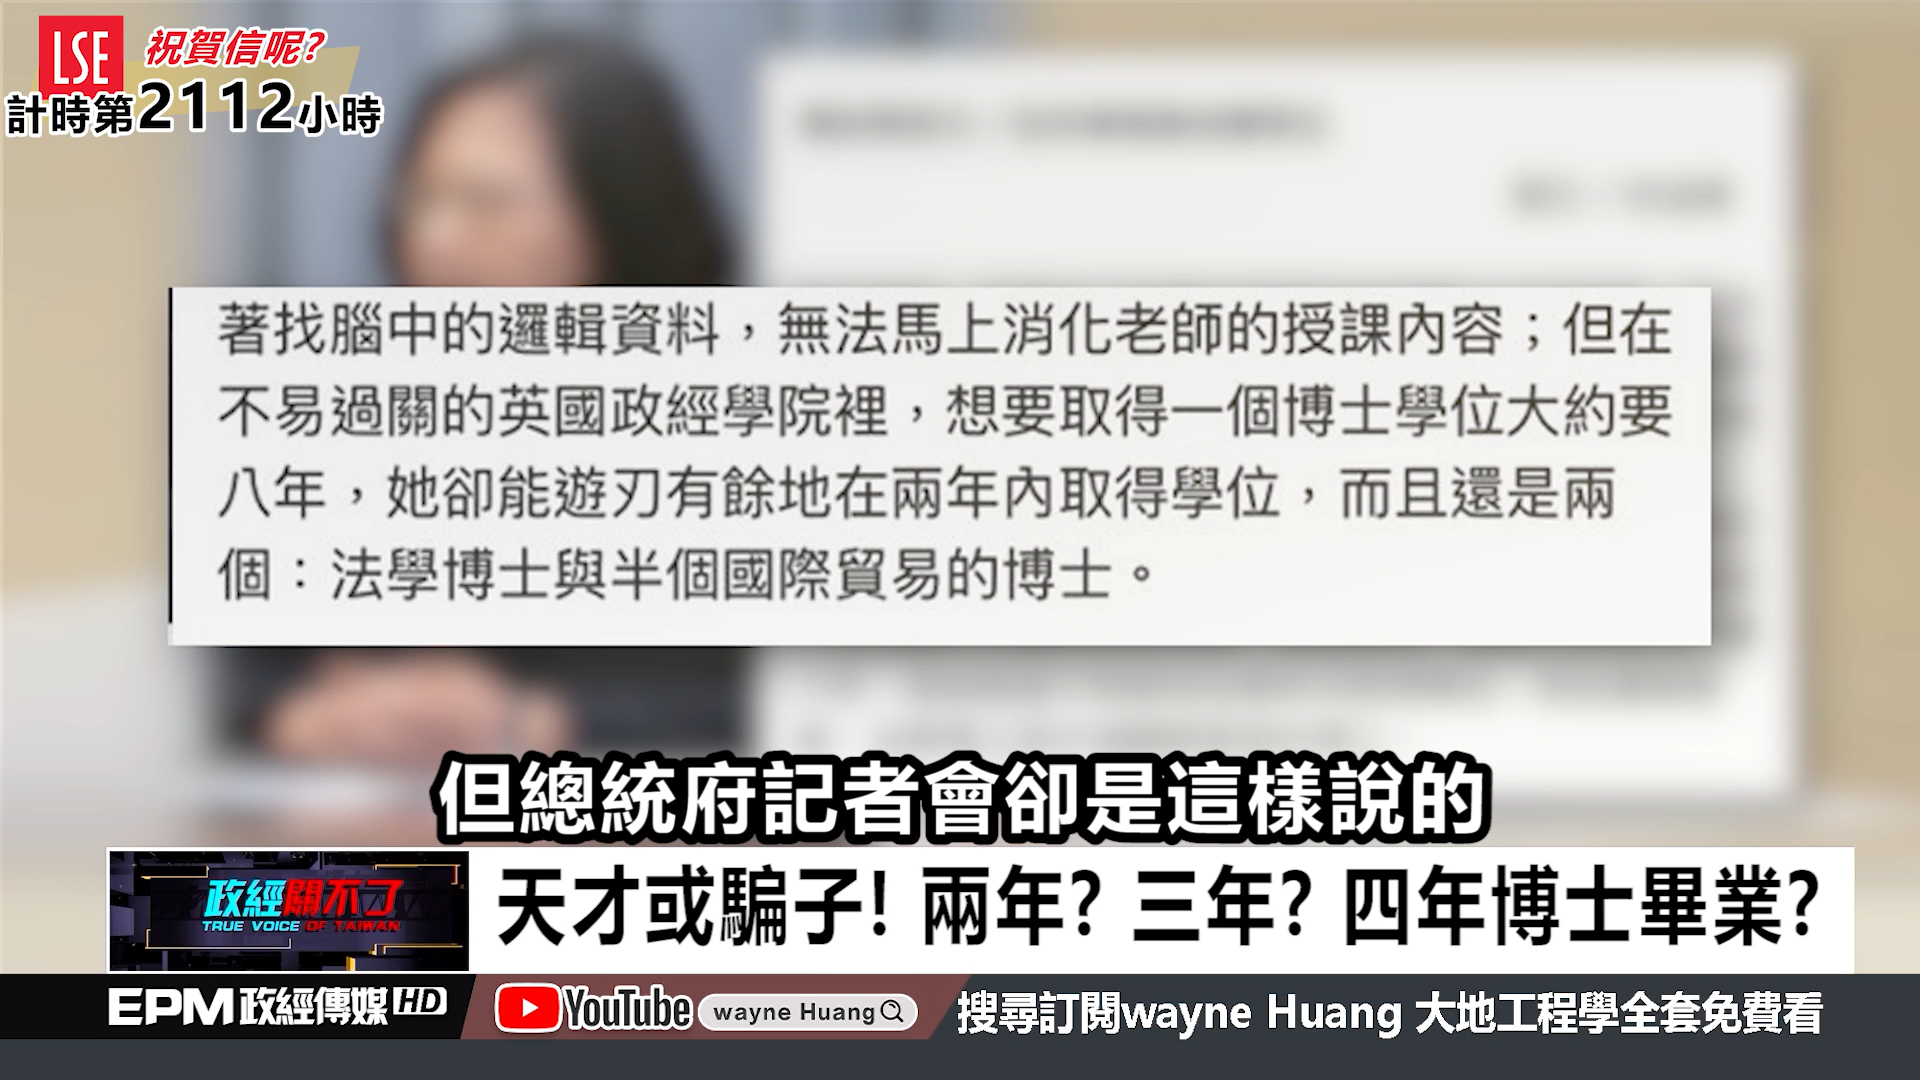 LSE 祝賀信呢?
計時第2112小時
著找腦中的邏輯資料，無法馬上消化老師的授課內容；但在
不易過關的英國政經學院裡，想要取得一個博士學位大約要
八年，她卻能遊刃有餘地在兩年內取得學位，而且還是兩
個：法學博士與半個國際貿易的博士。
但總統府記者會卻是這樣說的
政經關不了
TRUE VOICE OF TAIWAN
天才或騙子! 兩年? 三年? 四年博士畢業?
EPM政經傳媒HD
YouTube wayne Huang
搜尋訂閱wayne Huang 大地工程學全套免費看